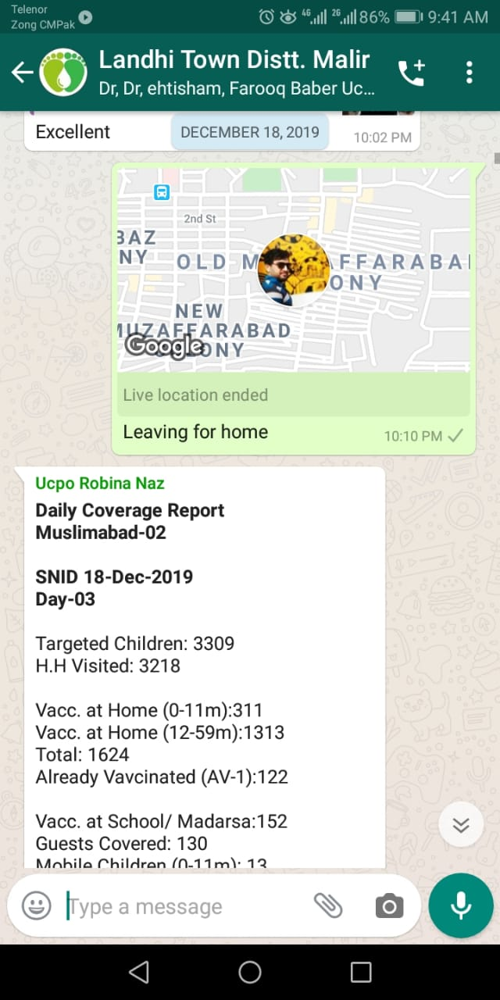 Telenor
Zong CMPak
4G
2G
86%
9:41 AM
Landhi Town Distt. Malir
Dr, Dr, ehtisham, Farooq Baber Uc...
Excellent
DECEMBER 18, 2019
10:02 PM
2nd St
BAZ
NY
OLD M
AFFARABA
ONY
NEW
MUZAFFARABAD
ONY
Google
Live location ended
Leaving for home
10:10 PM
Ucpo Robina Naz
Daily Coverage Report
Muslimabad-02
SNID 18-Dec-2019
Day-03
Targeted Children: 3309
H.H Visited: 3218
Vacc. at Home (0-11m):311
Vacc. at Home (12-59m):1313
Total: 1624
Already Vavcinated (AV-1):122
Vacc. at School/ Madarsa:152
Guests Covered: 130
Mobile Children (0-11m): 13
Type a message